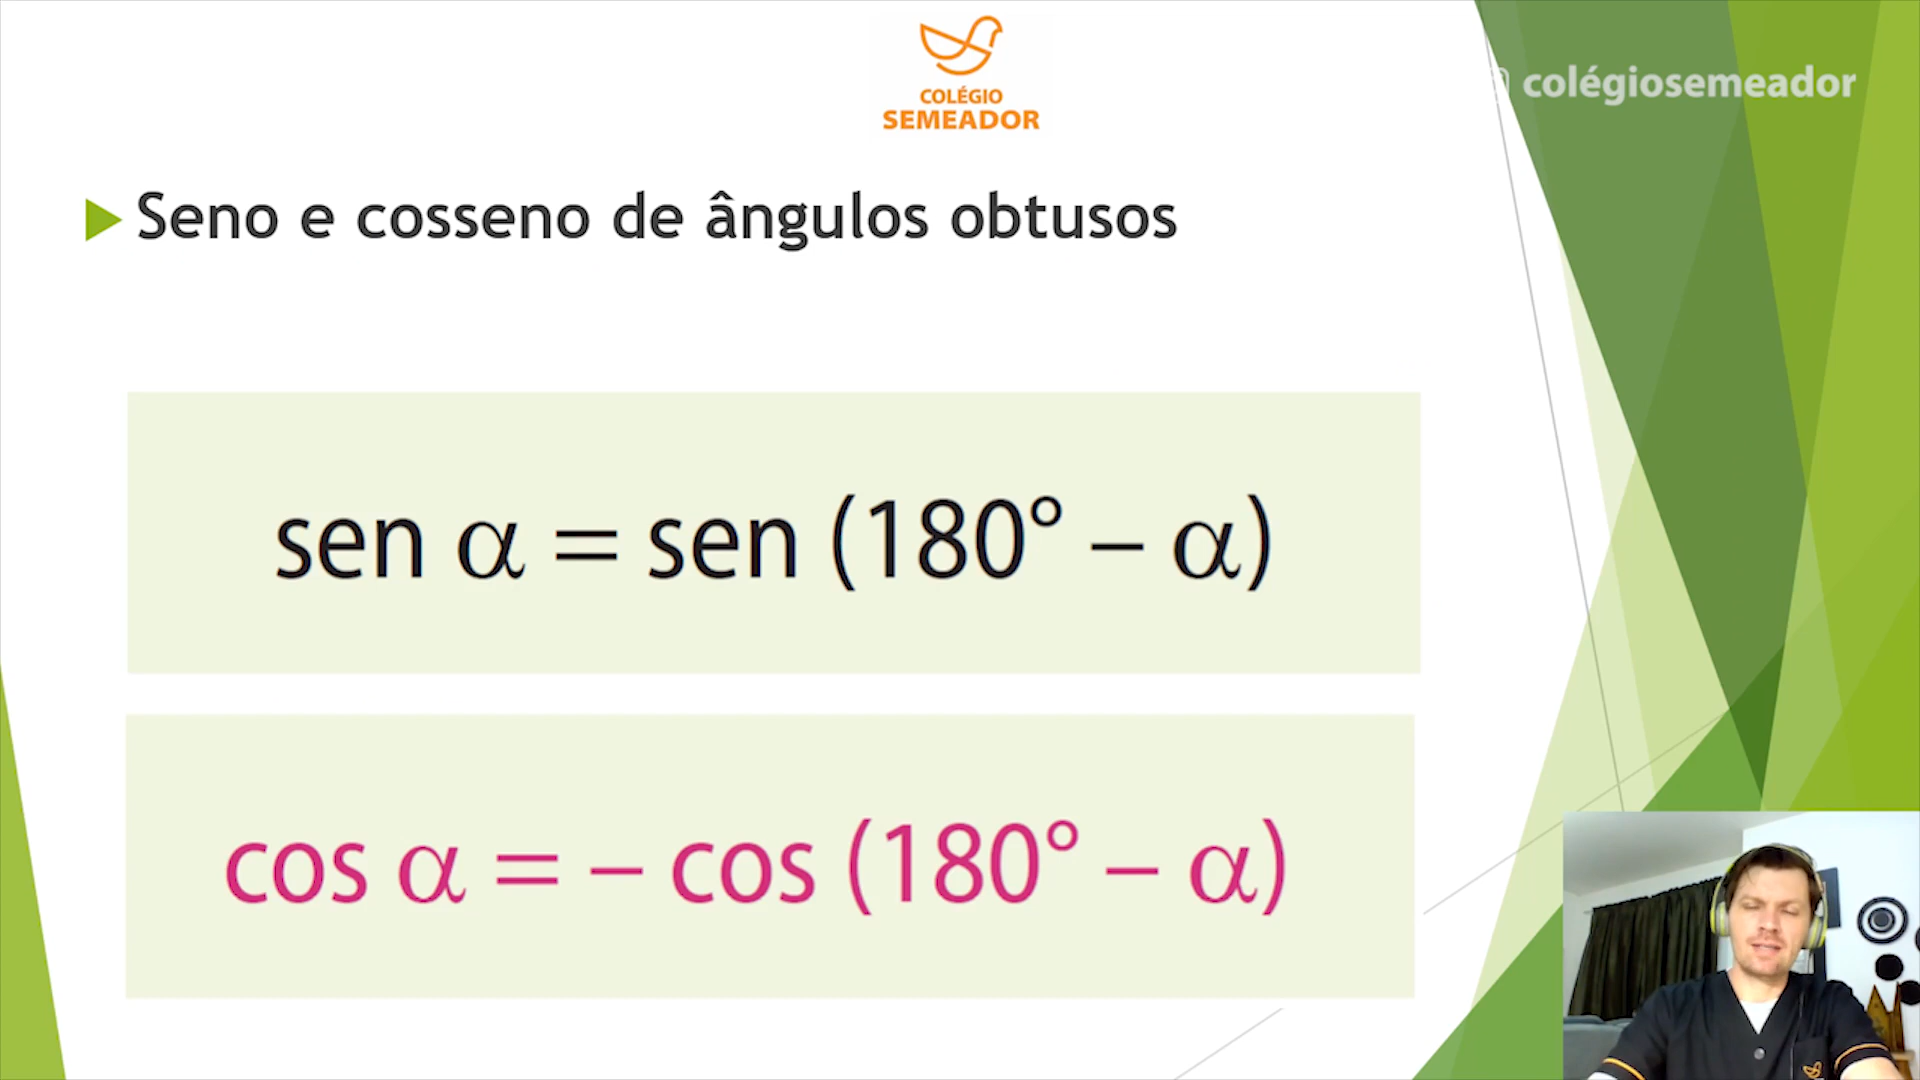 COLÉGIO
SEMEADOR
colégiosemeador
Seno e cosseno de ângulos obtusos
sen α = sen (180° – α)
cos α = – cos (180° – α)